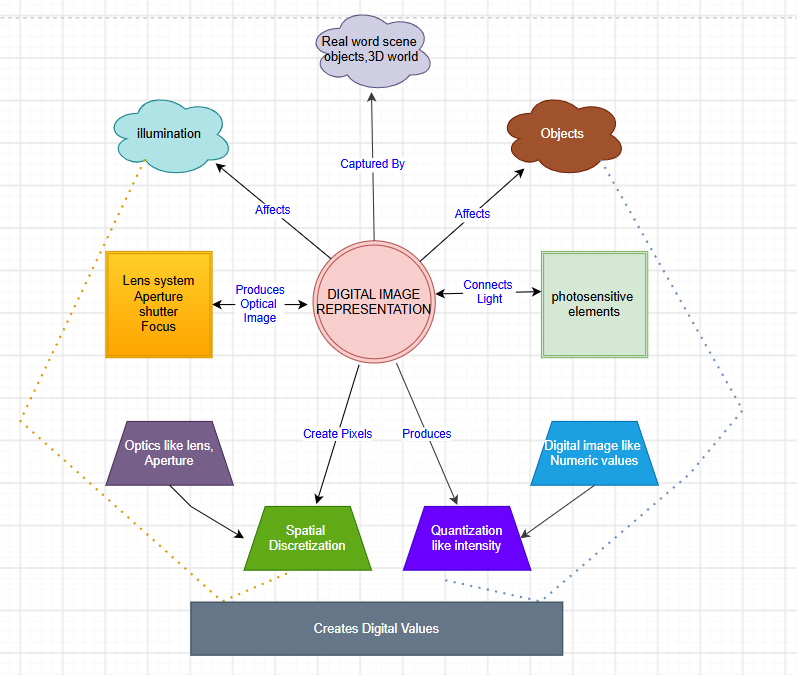 Real word scene
objects,3D world
illumination
Objects
Captured By
Affects
Affects
Lens system
Aperture
shutter
Focus
Produces
Optical
Image
DIGITAL IMAGE
REPRESENTATION
Connects
Light
photosensitive
elements
Create Pixels
Produces
Optics like lens,
Aperture
Digital image like
Numeric values
Spatial
Discretization
Quantization
like intensity
Creates Digital Values